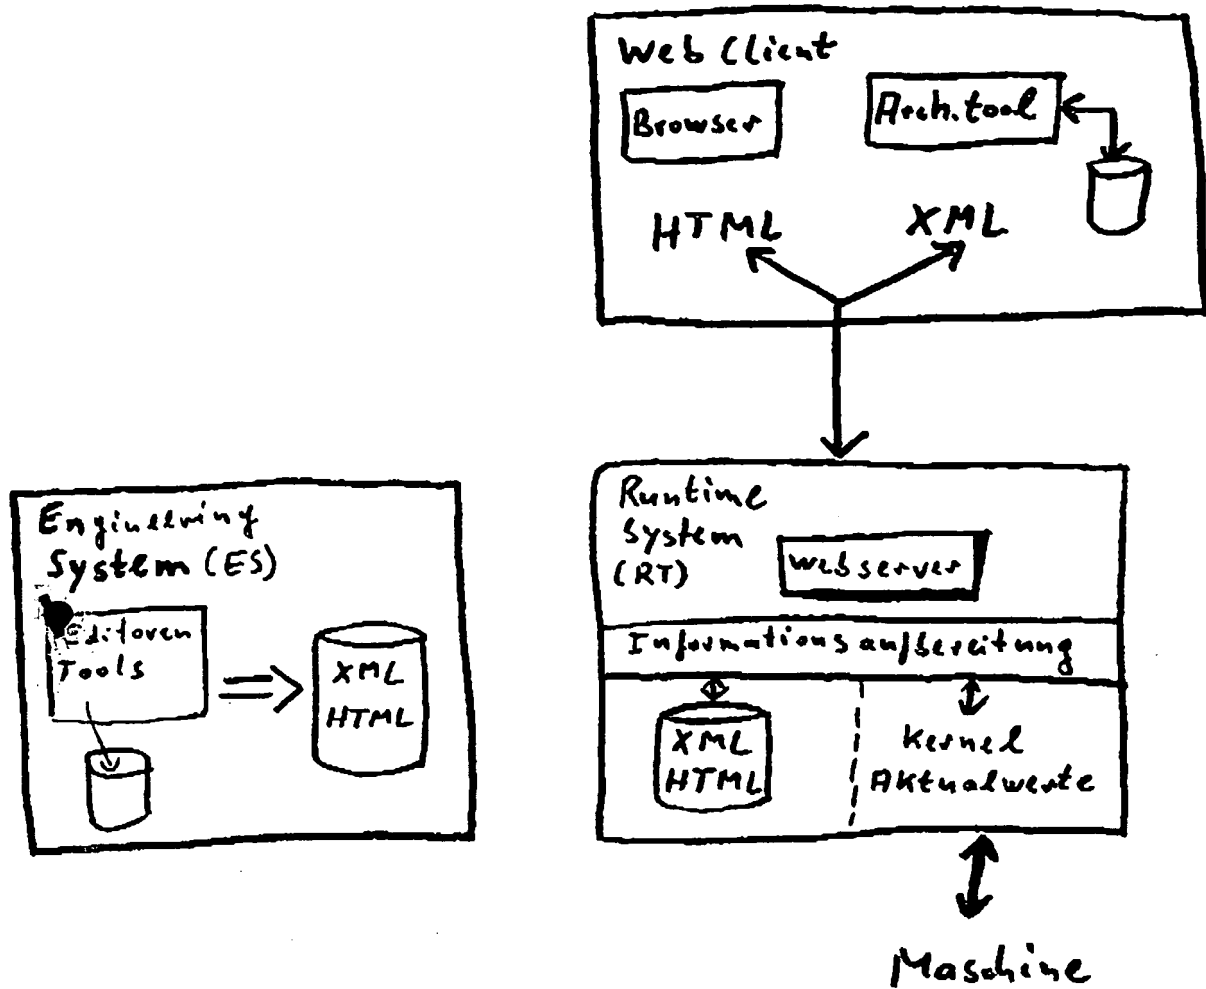 Web Client
Browser
Arch.tool
HTML
XML
Engineering
System (ES)
Editoren
Tools
XML
HTML
Runtime
System
(RT)
Webserver
Informationsaufbereitung
XML
HTML
Kernel
Aktualwerte
Maschine